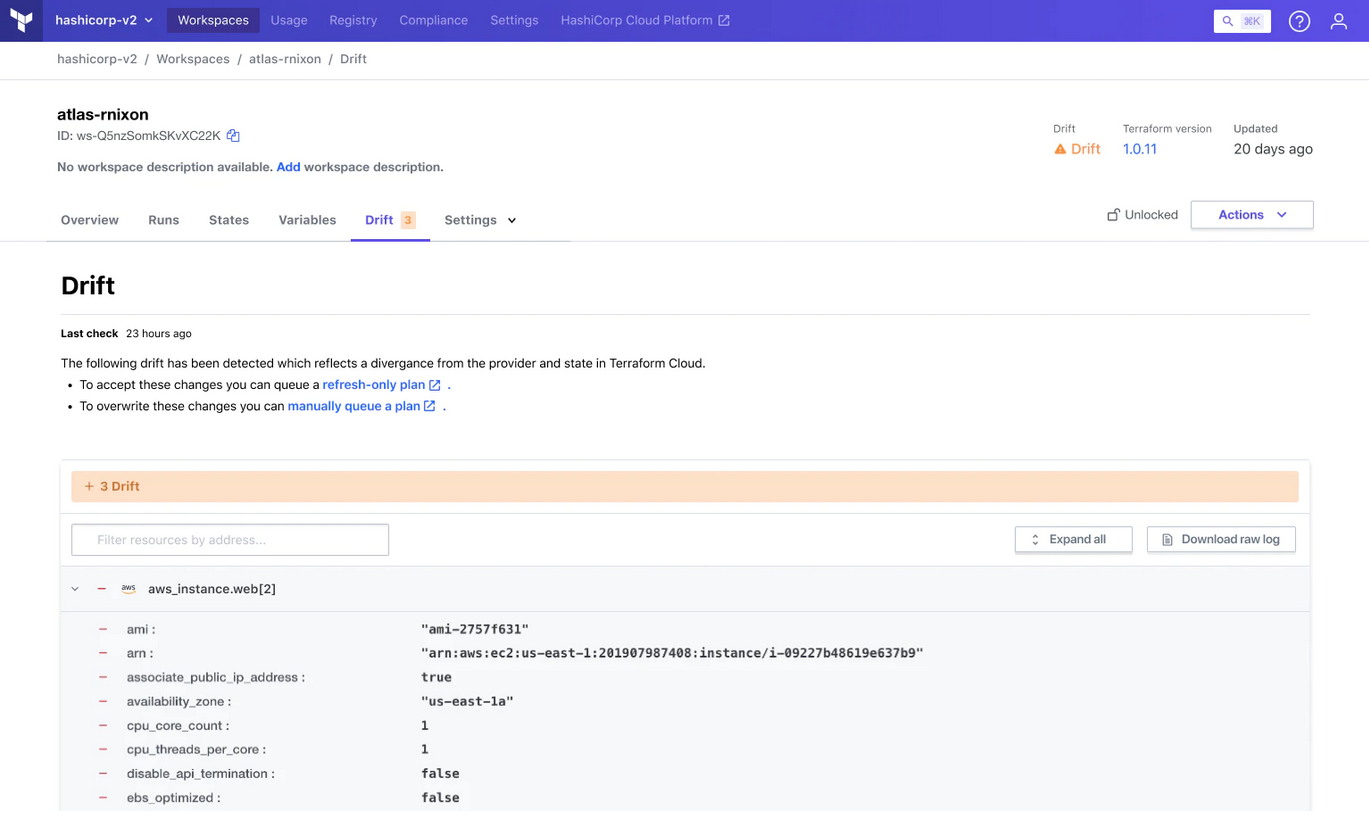 hashicorp-v2 Workspaces Usage Registry Compliance Settings HashiCorp Cloud Platform ⌘K
hashicorp-v2 / Workspaces / atlas-rnixon / Drift
atlas-rnixon
ID: ws-Q5nzSomkSKvXC22K
No workspace description available. Add workspace description.
Drift Terraform version Updated
Drift 1.0.11 20 days ago
Overview Runs States Variables Drift 3 Settings Unlocked Actions
Drift
Last check 23 hours ago
The following drift has been detected which reflects a divergance from the provider and state in Terraform Cloud.
• To accept these changes you can queue a refresh-only plan .
• To overwrite these changes you can manually queue a plan .
+ 3 Drift
Filter resources by address... Expand all Download raw log
− aws aws_instance.web[2]
− ami : "ami-2757f631"
− arn : "arn:aws:ec2:us-east-1:201907987408:instance/i-09227b48619e637b9"
− associate_public_ip_address : true
− availability_zone : "us-east-1a"
− cpu_core_count : 1
− cpu_threads_per_core : 1
− disable_api_termination : false
− ebs_optimized : false